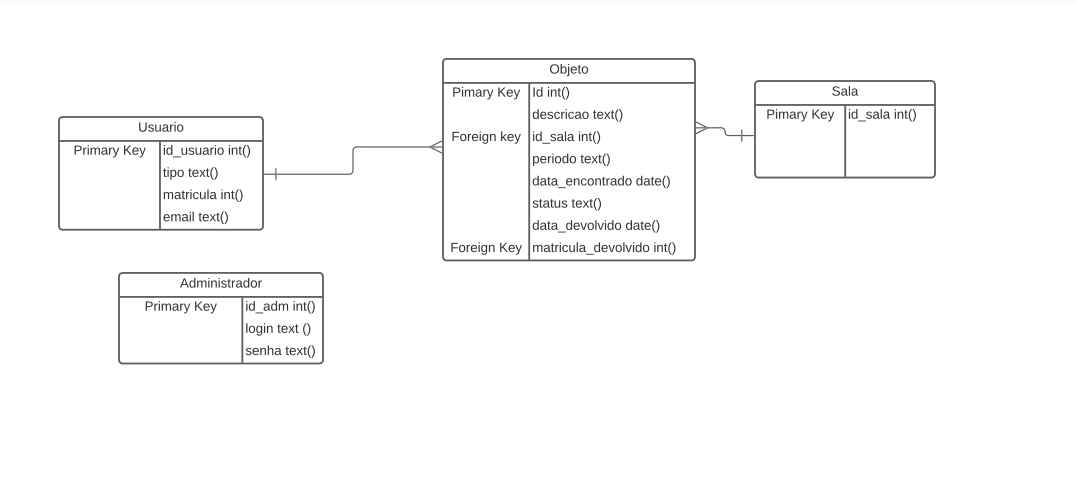 Usuario
Primary Key id_usuario int()
tipo text()
matricula int()
email text()
Objeto
Pimary Key Id int()
descricao text()
Foreign key id_sala int()
periodo text()
data_encontrado date()
status text()
data_devolvido date()
Foreign Key matricula_devolvido int()
Sala
Pimary Key id_sala int()
Administrador
Primary Key id_adm int()
login text ()
senha text()